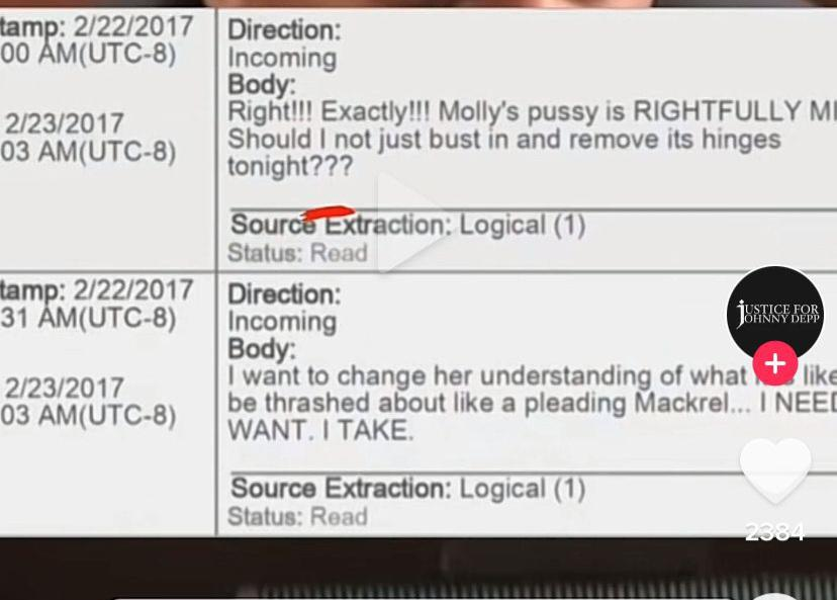 tamp: 2/22/2017
00 AM(UTC-8)
2/23/2017
03 AM(UTC-8)
Direction:
Incoming
Body:
Right!!! Exactly!!! Molly's pussy is RIGHTFULLY MI
Should I not just bust in and remove its hinges
tonight???
Source Extraction: Logical (1)
Status: Read
tamp: 2/22/2017
31 AM(UTC-8)
2/23/2017
03 AM(UTC-8)
Direction:
Incoming
Body:
I want to change her understanding of what like
be thrashed about like a pleading Mackrel... I NEED
WANT. I TAKE.
Source Extraction: Logical (1)
Status: Read
JUSTICE FOR
JOHNNY DEPP
2384